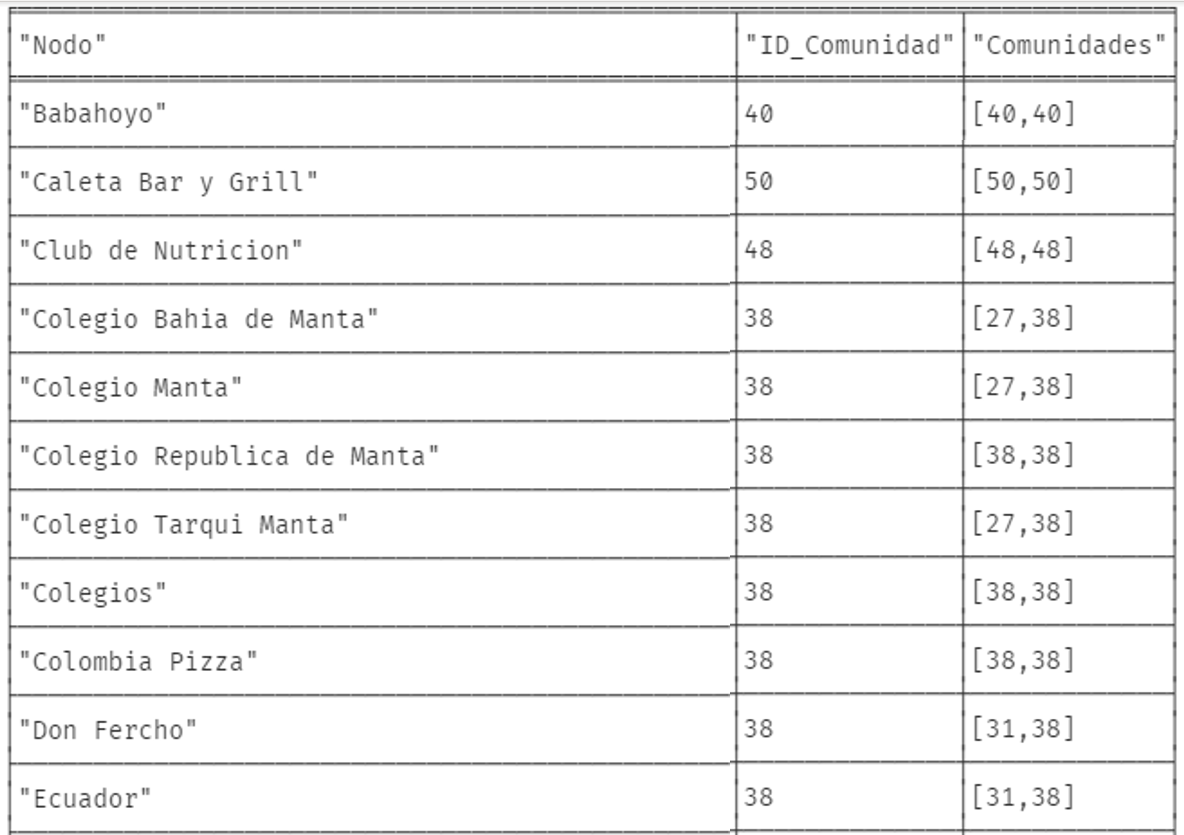 "Nodo" "ID_Comunidad" "Comunidades"
"Babahoyo" 40 [40,40]
"Caleta Bar y Grill" 50 [50,50]
"Club de Nutricion" 48 [48,48]
"Colegio Bahia de Manta" 38 [27,38]
"Colegio Manta" 38 [27,38]
"Colegio Republica de Manta" 38 [38,38]
"Colegio Tarqui Manta" 38 [27,38]
"Colegios" 38 [38,38]
"Colombia Pizza" 38 [38,38]
"Don Fercho" 38 [31,38]
"Ecuador" 38 [31,38]